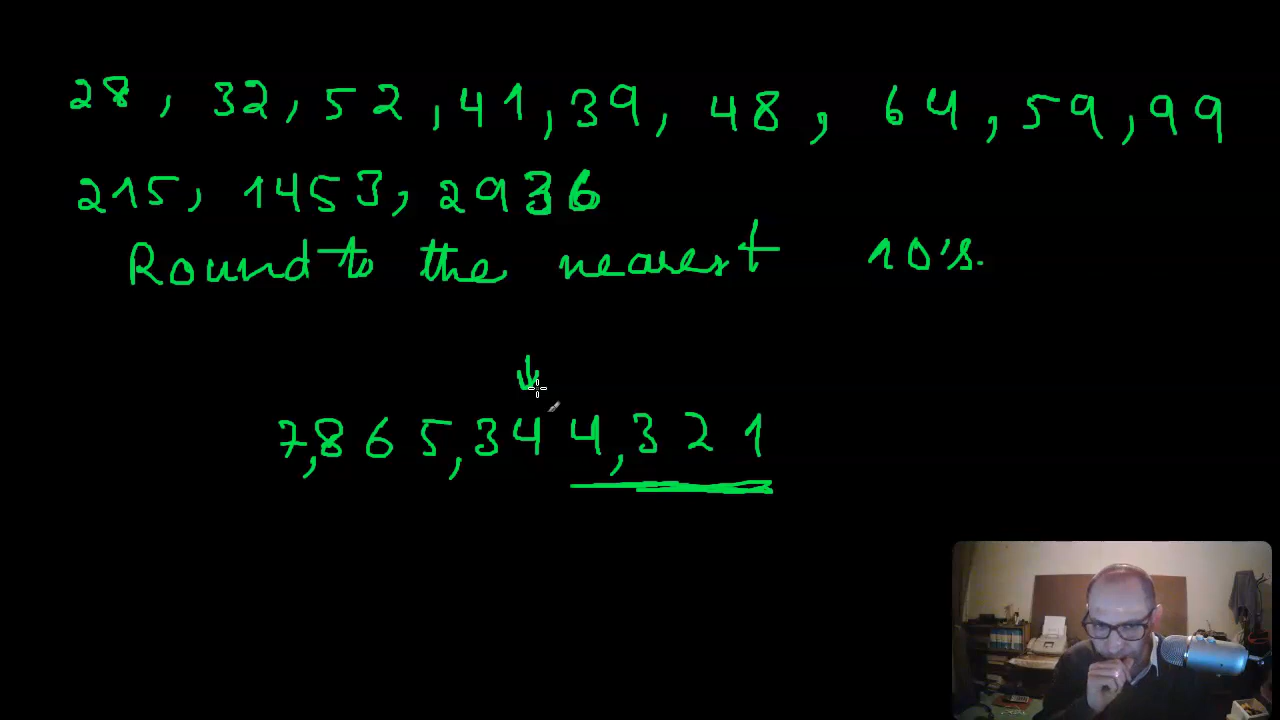 28, 32, 52, 41, 39, 48, 64, 59, 99
215, 1453, 2936
Round to the nearest 10's.
7,865,344,321